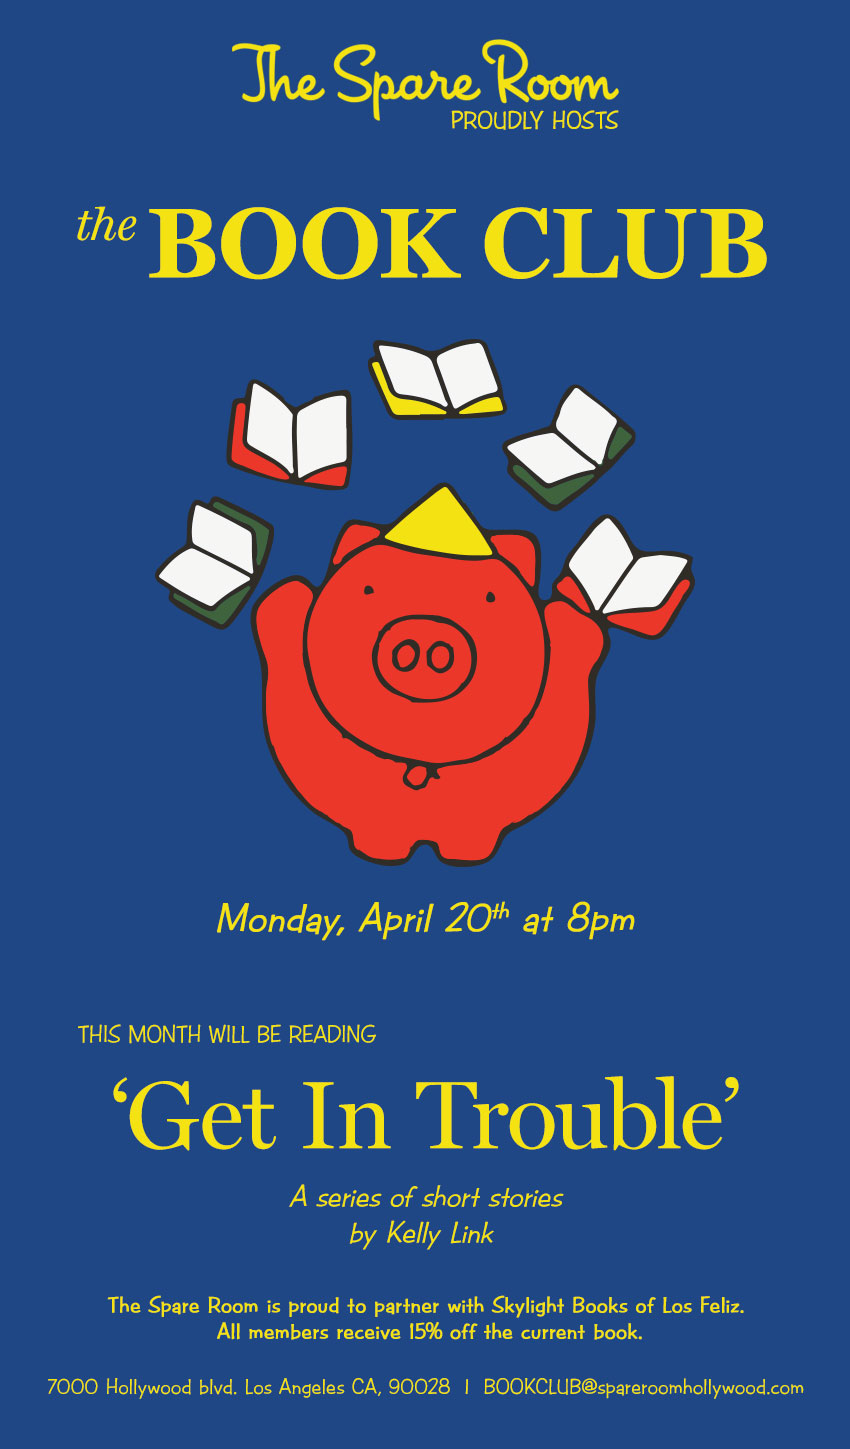 The Spare Room
PROUDLY HOSTS
the BOOK CLUB
Monday, April 20th at 8pm
THIS MONTH WILL BE READING
‘Get In Trouble’
A series of short stories
by Kelly Link
The Spare Room is proud to partner with Skylight Books of Los Feliz.
All members receive 15% off the current book.
7000 Hollywood blvd. Los Angeles CA, 90028 | BOOKCLUB@spareroomhollywood.com